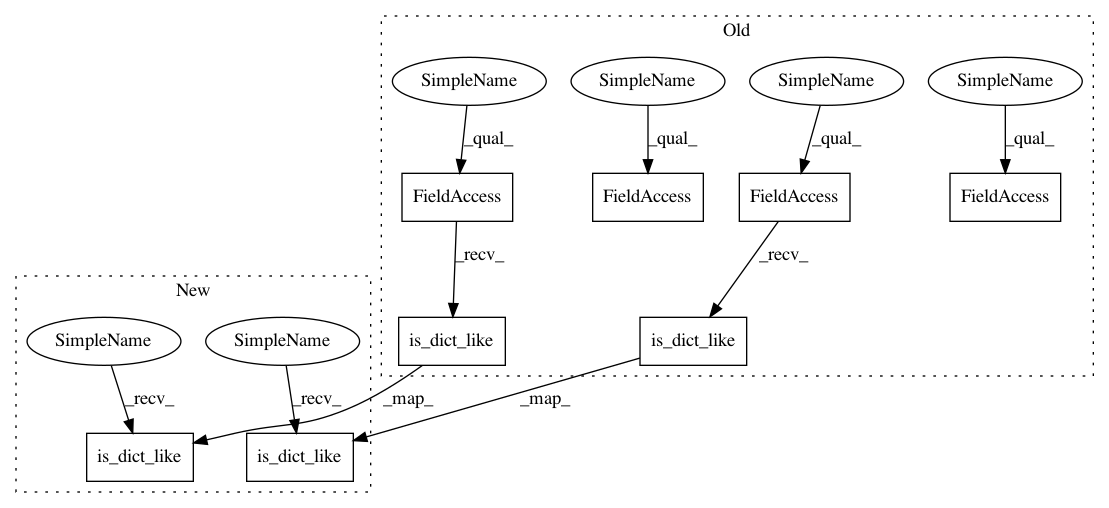 Old
SimpleName SimpleName SimpleName SimpleName
_qual_ _qual_ _qual_ _qual_
FieldAccess FieldAccess FieldAccess FieldAccess
_recv_ _recv_
New
SimpleName SimpleName is_dict_like is_dict_like
_recv_ _recv_ _map_ _map_
is_dict_like is_dict_like